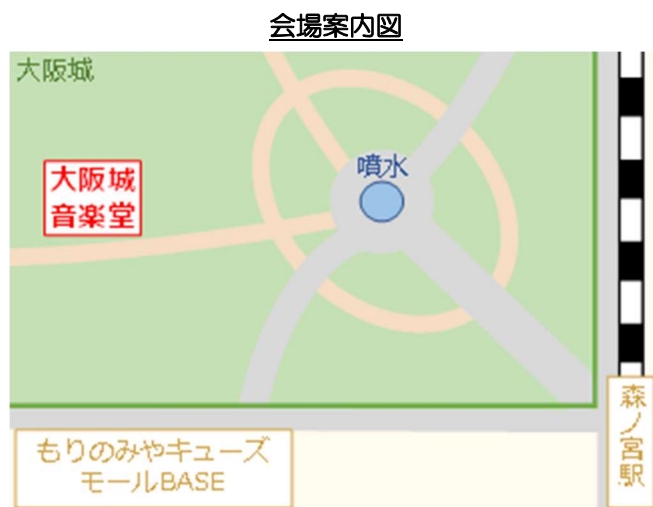 会場案内図
大阪城
大阪城
音楽堂
噴水
森ノ宮駅
もりのみやキューズ
モールBASE